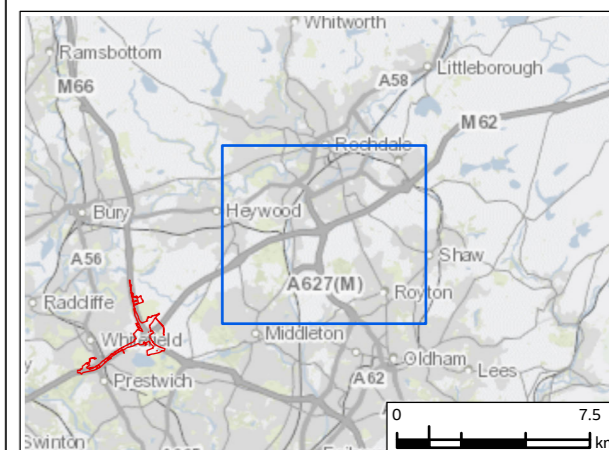 Whitworth
Ramsbottom
Littleborough
A58
M66
M62
Rochdale
Heywood
Bury
A56
Shaw
A627(M)
Radcliffe
Royton
Whitefield
Middleton
Oldham
Lees
A62
Prestwich
0 7.5
km
Swinton